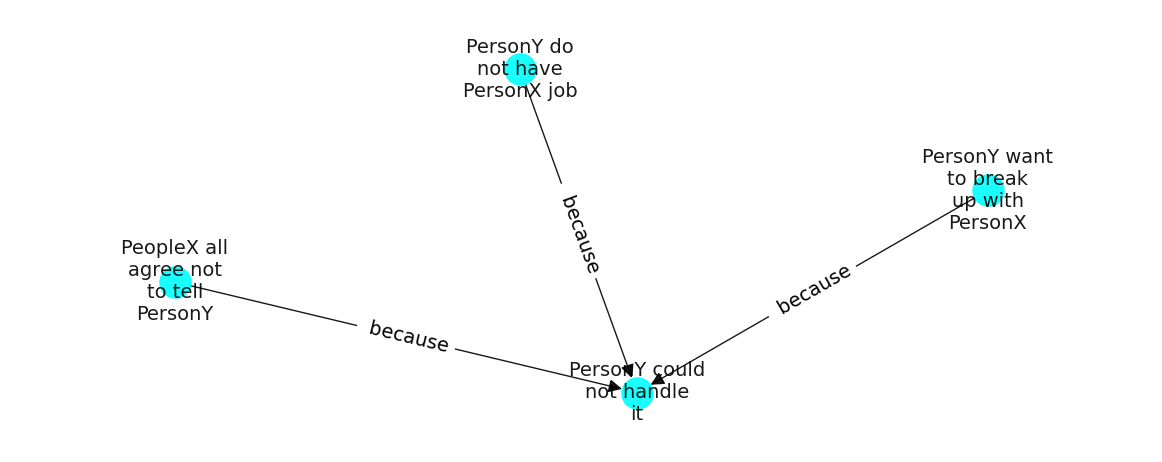 PersonY do
not have
PersonX job
PersonY want
to break
up with
PersonX
because
PeopleX all
agree not
to tell
PersonY
because
because
PersonY could
not handle
it